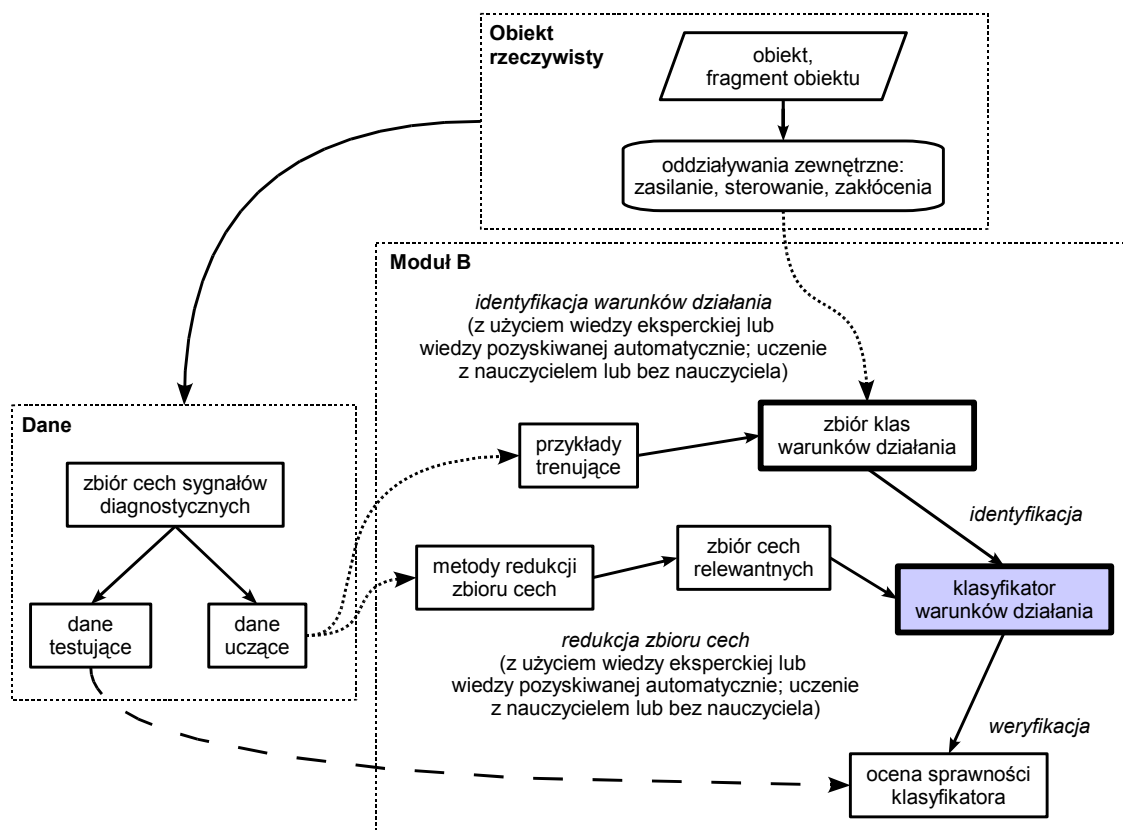 Obiekt
rzeczywisty
obiekt,
fragment obiektu
oddziaływania zewnętrzne:
zasilanie, sterowanie, zakłócenia
Moduł B
identyfikacja warunków działania
(z użyciem wiedzy eksperckiej lub
wiedzy pozyskiwanej automatycznie; uczenie
z nauczycielem lub bez nauczyciela)
Dane
zbiór cech sygnałów
diagnostycznych
dane
testujące
dane
uczące
przykłady
trenujące
zbiór klas
warunków działania
identyfikacja
metody redukcji
zbioru cech
zbiór cech
relewantnych
klasyfikator
warunków działania
redukcja zbioru cech
(z użyciem wiedzy eksperckiej lub
wiedzy pozyskiwanej automatycznie; uczenie
z nauczycielem lub bez nauczyciela)
weryfikacja
ocena sprawności
klasyfikatora